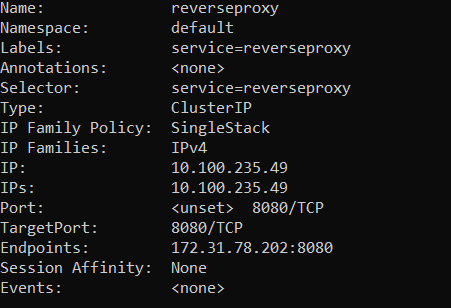 Name: reverseproxy
Namespace: default
Labels: service=reverseproxy
Annotations: <none>
Selector: service=reverseproxy
Type: ClusterIP
IP Family Policy: SingleStack
IP Families: IPv4
IP: 10.100.235.49
IPs: 10.100.235.49
Port: <unset> 8080/TCP
TargetPort: 8080/TCP
Endpoints: 172.31.78.202:8080
Session Affinity: None
Events: <none>